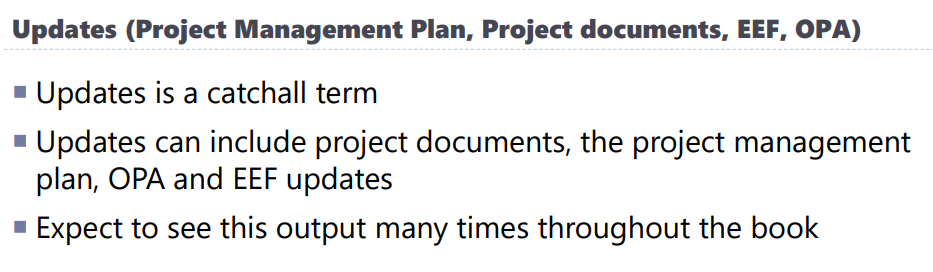 Updates (Project Management Plan, Project documents, EEF, OPA)
Updates is a catchall term
Updates can include project documents, the project management
plan, OPA and EEF updates
Expect to see this output many times throughout the book